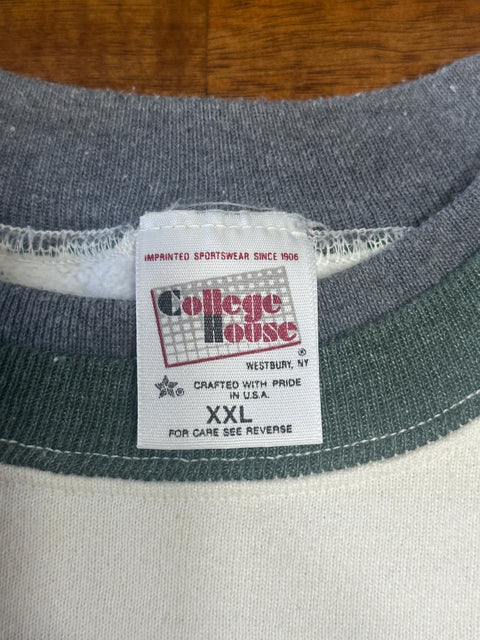 IMPRINTED SPORTSWEAR SINCE 1906
College
House
®
WESTBURY, NY
®
CRAFTED WITH PRIDE
IN U.S.A.
XXL
FOR CARE SEE REVERSE